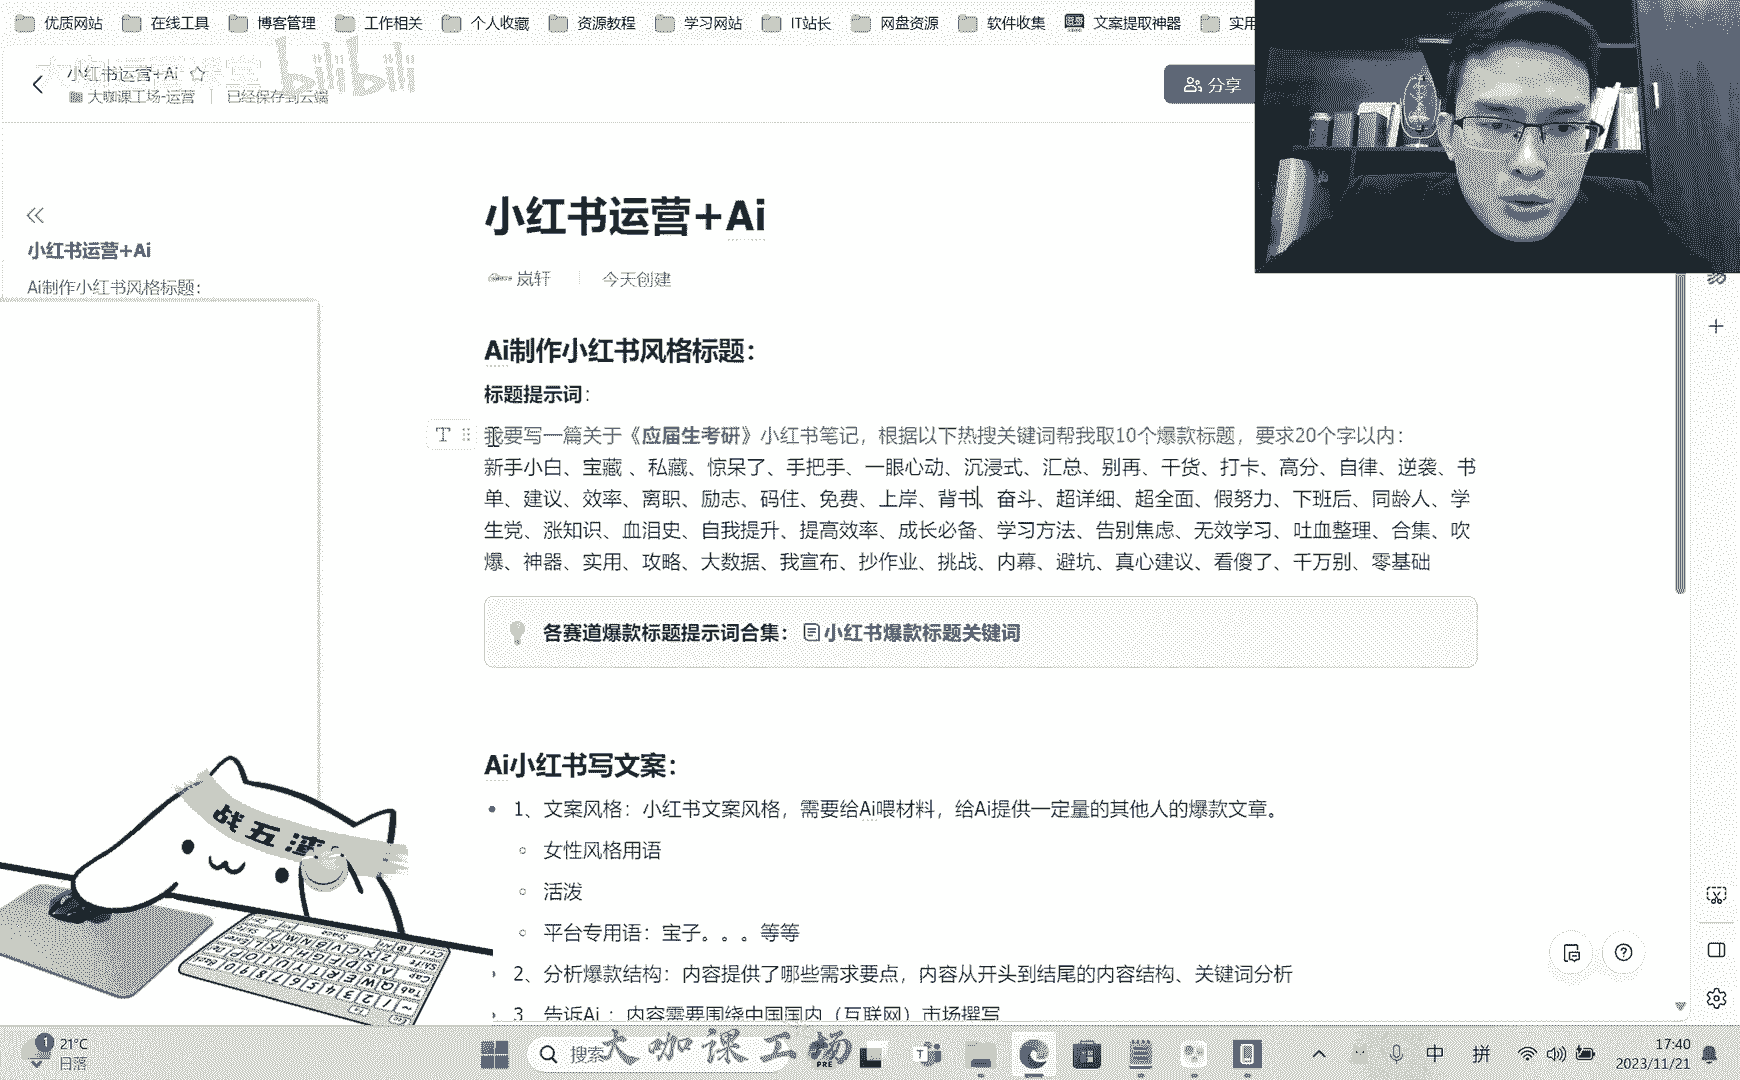 优质网站 在线工具 博客管理 工作相关 个人收藏 资源教程 学习网站 IT站长 网盘资源 软件收集 文案提取神器 实用
小红书运营+Ai
bilibili
大咖课工场-运营 已经保存到云端
分享
小红书运营+Ai
小红书运营+Ai
Ai制作小红书风格标题:
岚轩 今天创建
Ai制作小红书风格标题：
标题提示词：
我要写一篇关于《应届生考研》小红书笔记，根据以下热搜关键词帮我取10个爆款标题，要求20个字以内：
新手小白、宝藏 、私藏、惊呆了、手把手、一眼心动、沉浸式、汇总、别再、干货、打卡、高分、自律、逆袭、书
单、建议、效率、离职、励志、码住、免费、上岸、背书、奋斗、超详细、超全面、假努力、下班后、同龄人、学
生党、涨知识、血泪史、自我提升、提高效率、成长必备、学习方法、告别焦虑、无效学习、吐血整理、合集、吹
爆、神器、实用、攻略、大数据、我宣布、抄作业、挑战、内幕、避坑、真心建议、看傻了、千万别、零基础
各赛道爆款标题提示词合集： 小红书爆款标题关键词
Ai小红书写文案：
1、文案风格：小红书文案风格，需要给Ai喂材料，给Ai提供一定量的其他人的爆款文章。
女性风格用语
活泼
平台专用语：宝子。。。等等
2、分析爆款结构：内容提供了哪些需求要点，内容从开头到结尾的内容结构、关键词分析
3、告诉Ai：内容需要围绕中国国内（互联网）市场撰写
战五渣
1
21°C
日落
搜索
大咖课工场
PRE
中
拼
17:40
2023/11/21